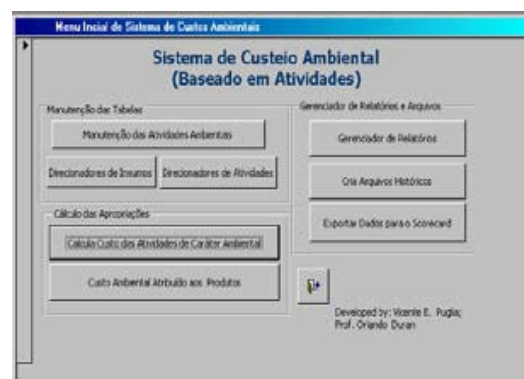 Menu Incial de Sistema de Custos Ambientais
Sistema de Custeio Ambiental
(Baseado em Atividades)
Manutenção das Tabelas
Manutenção das Atividades Ambientais
Direcionadores de Insumos
Direcionadores de Atividades
Cálculo das Apropriações
Calcula Custo das Atividades de Caráter Ambiental
Custo Ambiental Atribuído aos Produtos
Gerenciador de Relatórios e Arquivos
Gerenciador de Relatórios
Cria Arquivos Históricos
Exportar Dados para o Scorecard
Developed by: Vicente E. Puglia;
Prof. Orlando Duran